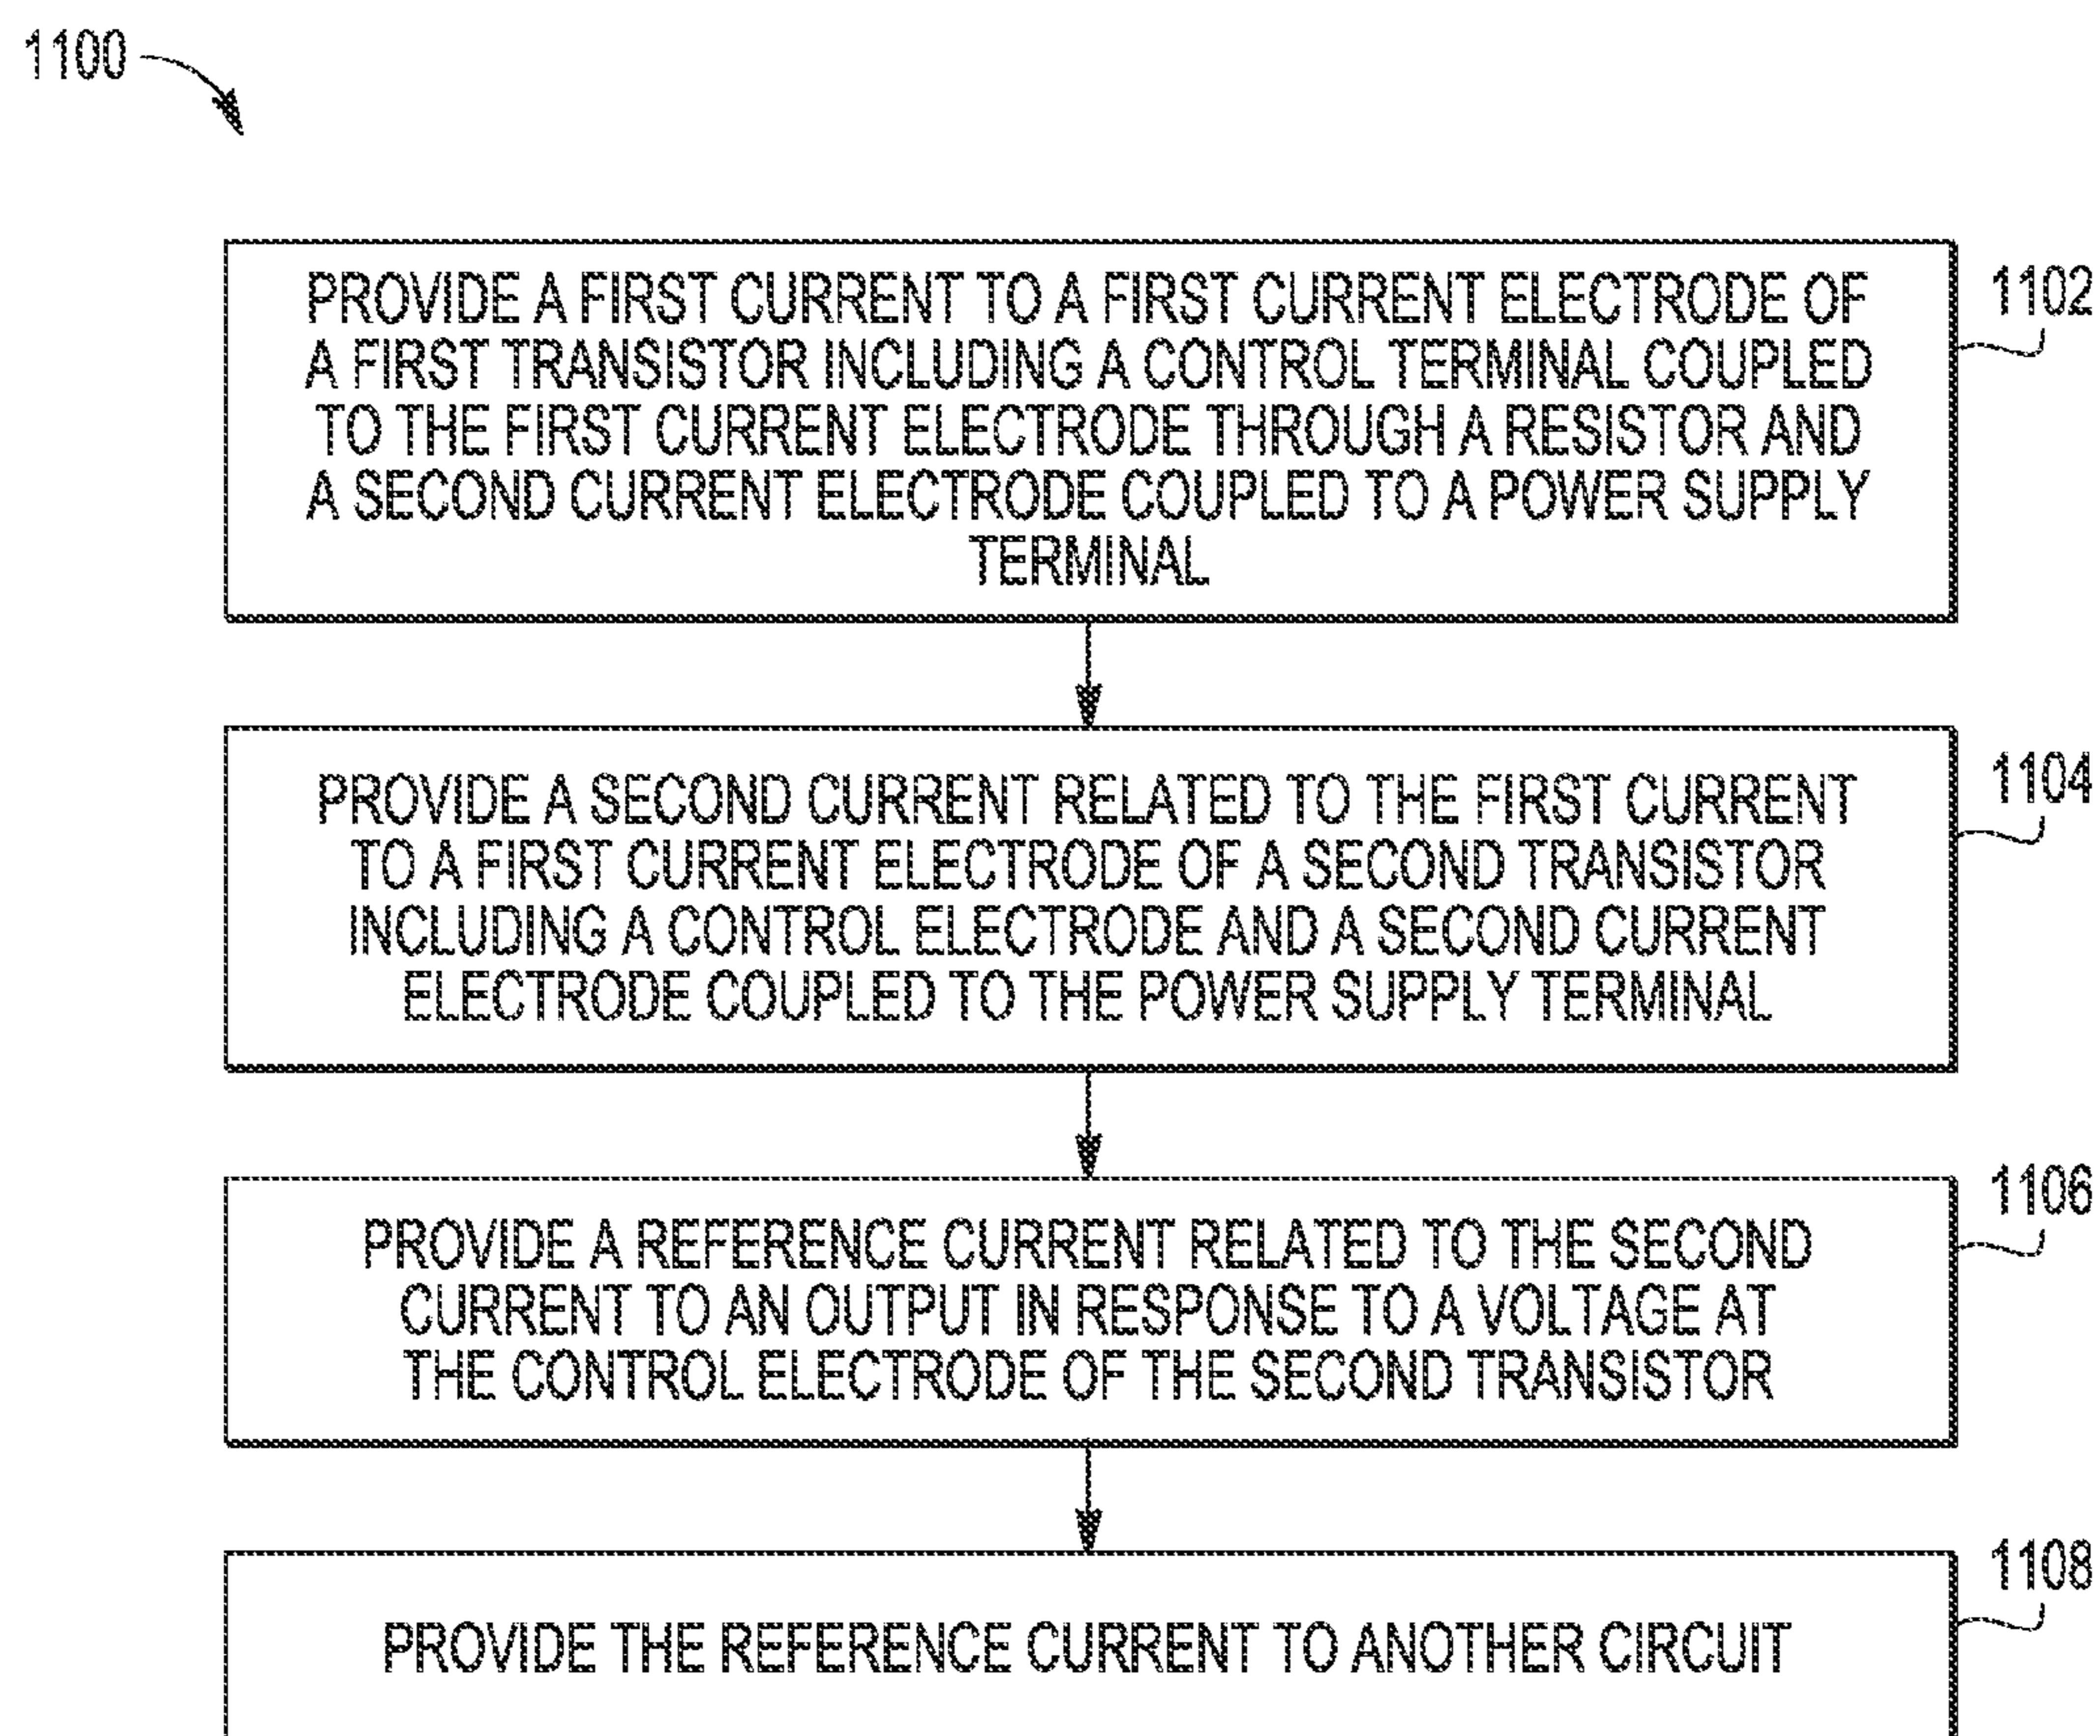 1100
PROVIDE A FIRST CURRENT TO A FIRST CURRENT ELECTRODE OF
A FIRST TRANSISTOR INCLUDING A CONTROL TERMINAL COUPLED
TO THE FIRST CURRENT ELECTRODE THROUGH A RESISTOR AND
A SECOND CURRENT ELECTRODE COUPLED TO A POWER SUPPLY
TERMINAL
1102
PROVIDE A SECOND CURRENT RELATED TO THE FIRST CURRENT
TO A FIRST CURRENT ELECTRODE OF A SECOND TRANSISTOR
INCLUDING A CONTROL ELECTRODE AND A SECOND CURRENT
ELECTRODE COUPLED TO THE POWER SUPPLY TERMINAL
1104
PROVIDE A REFERENCE CURRENT RELATED TO THE SECOND
CURRENT TO AN OUTPUT IN RESPONSE TO A VOLTAGE AT
THE CONTROL ELECTRODE OF THE SECOND TRANSISTOR
1106
PROVIDE THE REFERENCE CURRENT TO ANOTHER CIRCUIT
1108